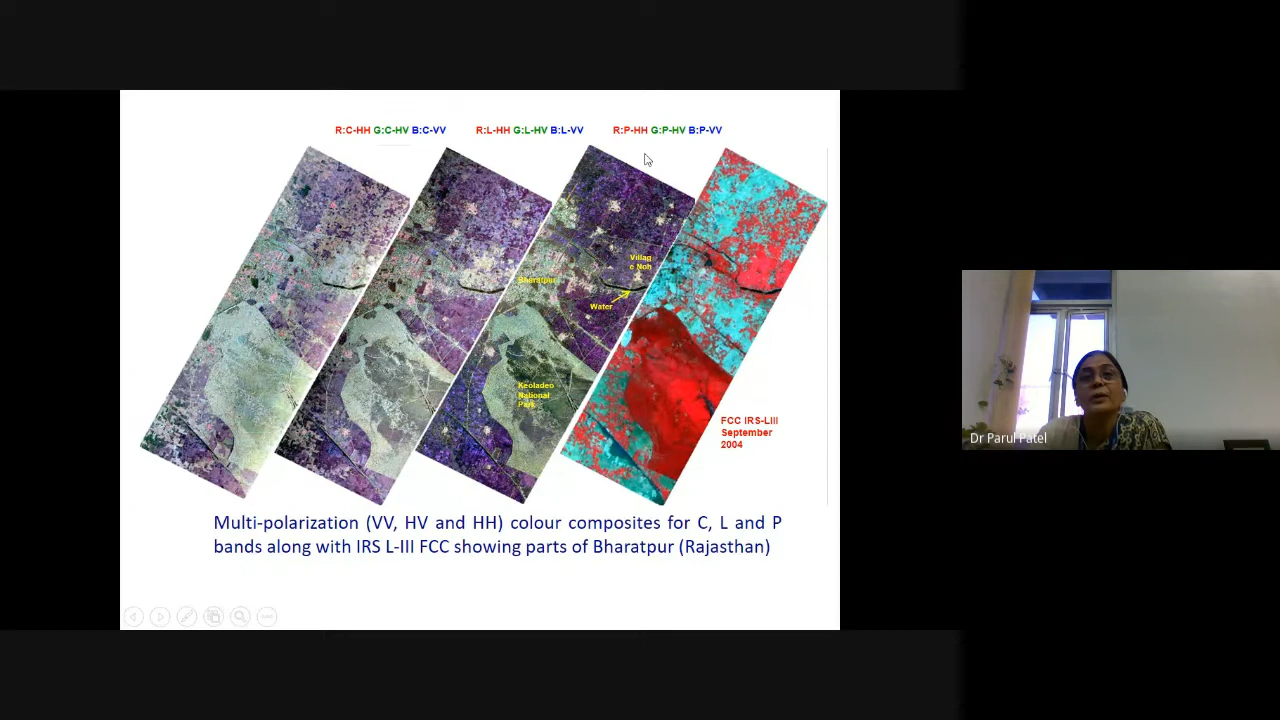 R:C-HH G:C-HV B:C-VV R:L-HH G:L-HV B:L-VV R:P-HH G:P-HV B:P-VV
Villag
e Noh
Bharatpur
Water
Keoladeo
National
Park
FCC IRS-LIII
September
2004
Dr Parul Patel
Multi-polarization (VV, HV and HH) colour composites for C, L and P
bands along with IRS L-III FCC showing parts of Bharatpur (Rajasthan)